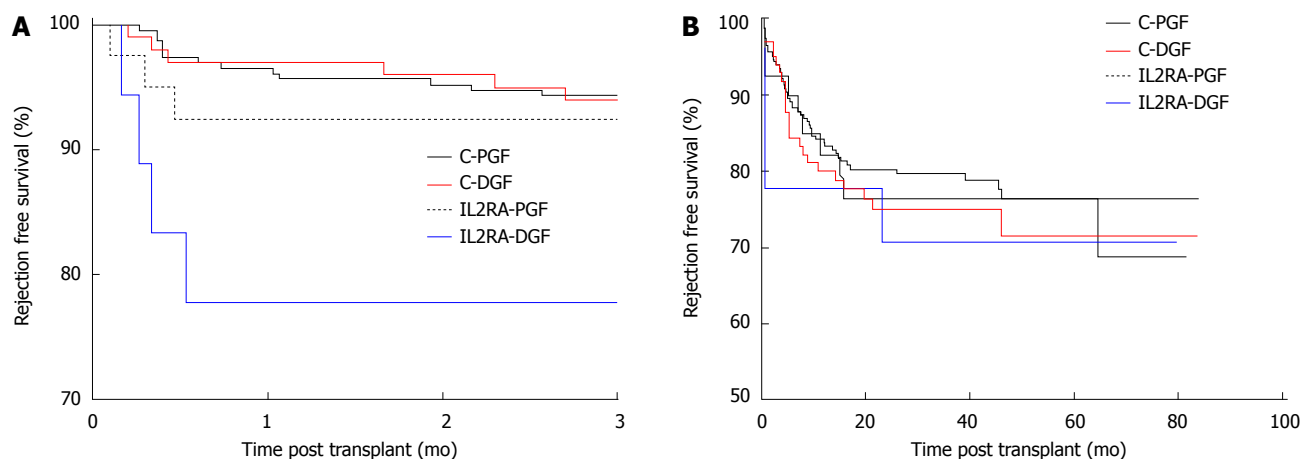 A
Rejection free survival (%)
100
90
80
70
C-PGF
C-DGF
IL2RA-PGF
IL2RA-DGF
0
1
2
3
Time post transplant (mo)
B
Rejection free survival (%)
100
90
80
70
60
50
C-PGF
C-DGF
IL2RA-PGF
IL2RA-DGF
0
20
40
60
80
100
Time post transplant (mo)